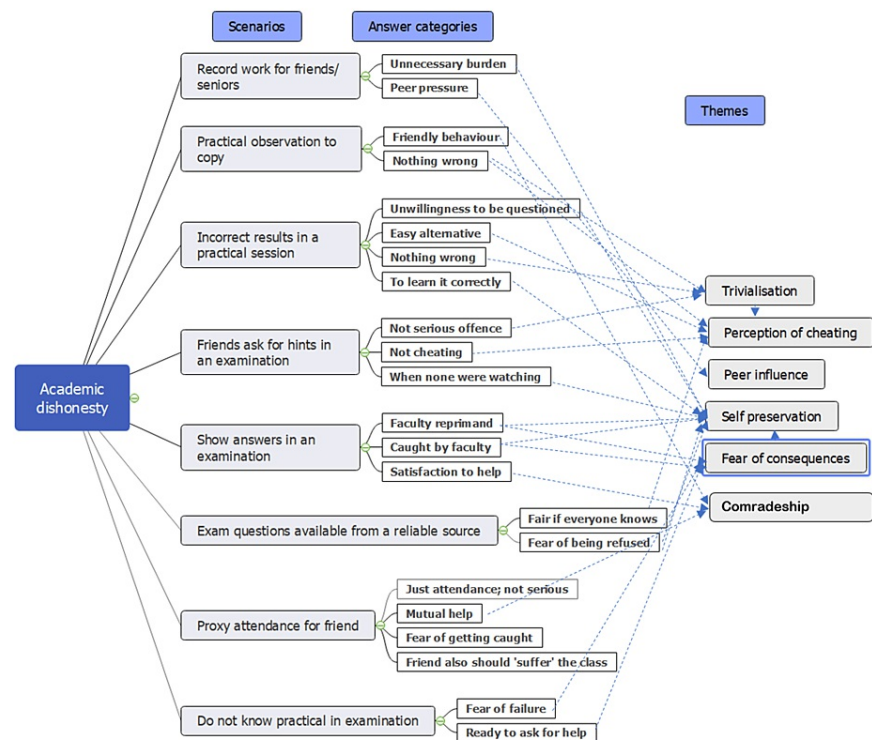 Scenarios
Answer categories
Themes
Academic
dishonesty
Record work for friends/
seniors
Unnecessary burden
Peer pressure
Practical observation to
copy
Friendly behaviour
Nothing wrong
Incorrect results in a
practical session
Unwillingness to be questioned
Easy alternative
Nothing wrong
To learn it correctly
Friends ask for hints in
an examination
Not serious offence
Not cheating
When none were watching
Show answers in an
examination
Faculty reprimand
Caught by faculty
Satisfaction to help
Exam questions available from a reliable source
Fair if everyone knows
Fear of being refused
Proxy attendance for friend
Just attendance; not serious
Mutual help
Fear of getting caught
Friend also should 'suffer' the class
Do not know practical in examination
Fear of failure
Ready to ask for help
Trivialisation
Perception of cheating
Peer influence
Self preservation
Fear of consequences
Comradeship